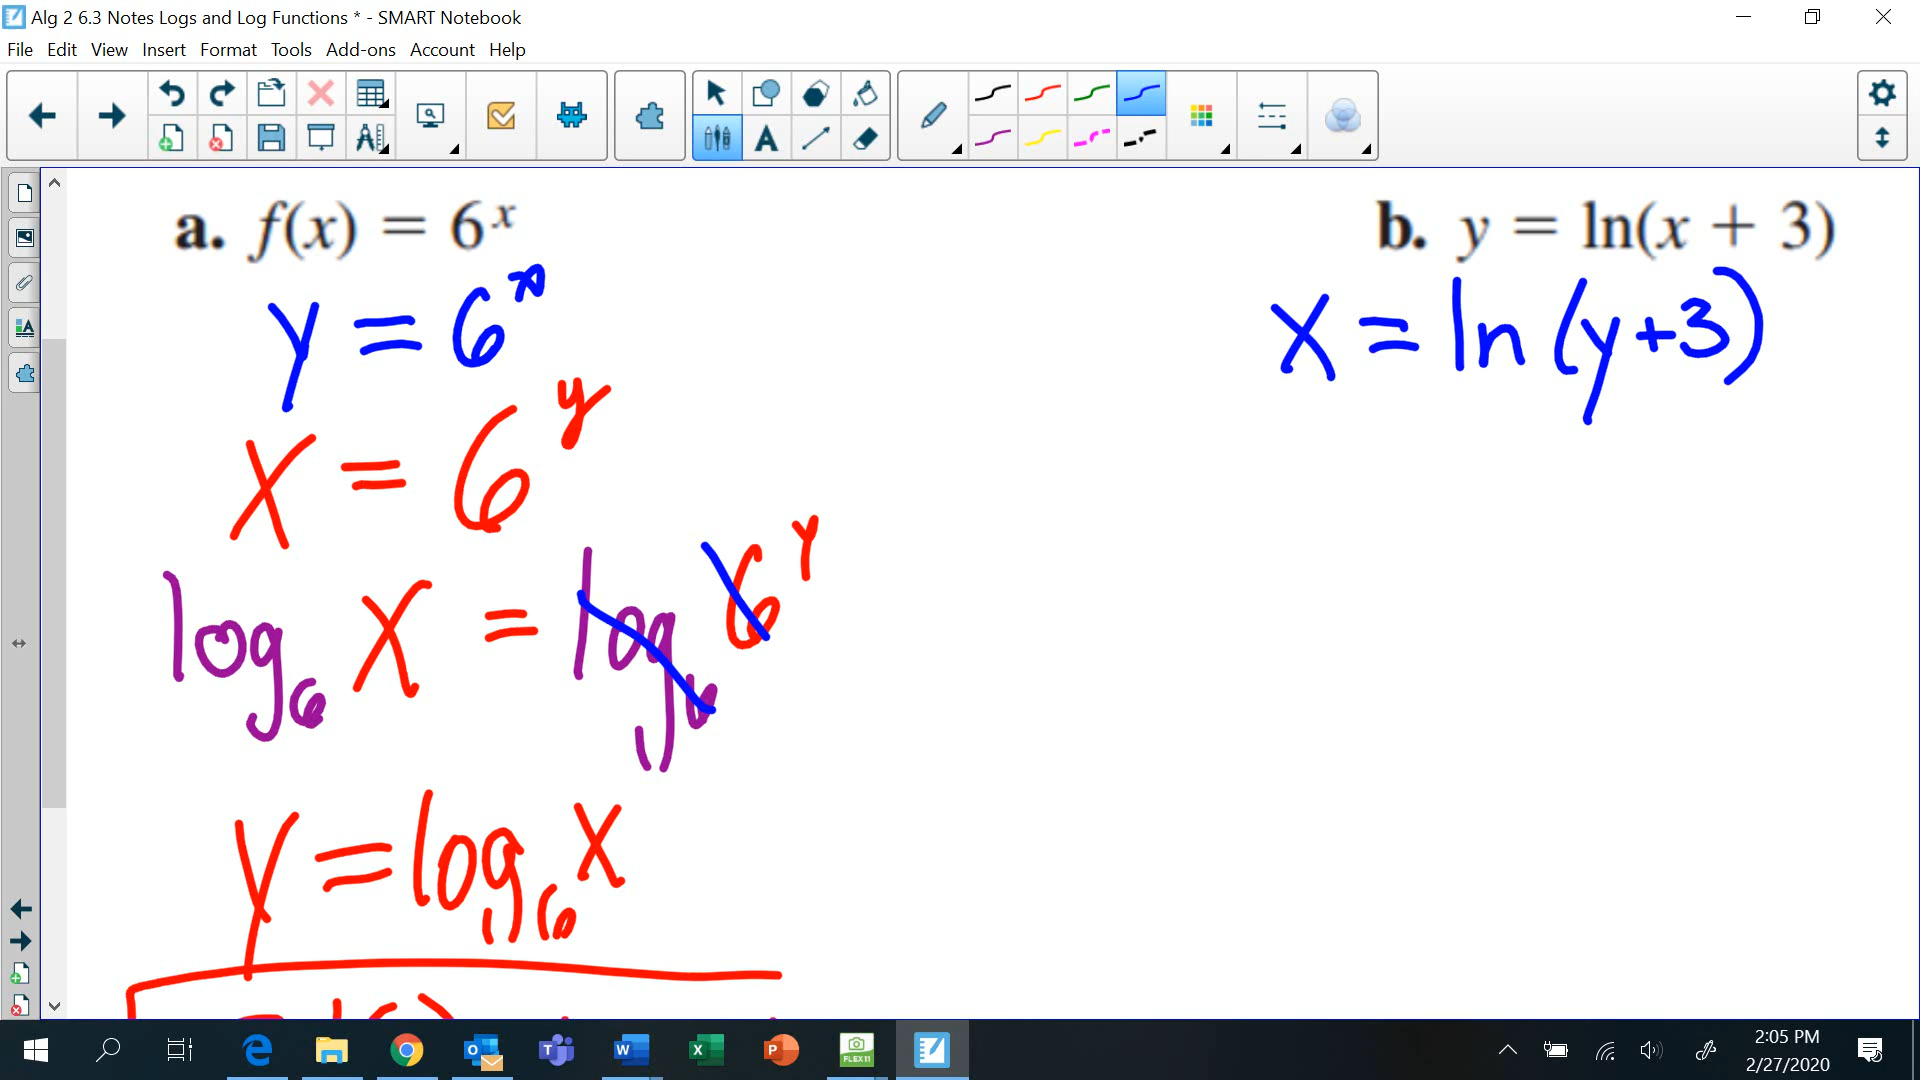 Alg 2 6.3 Notes Logs and Log Functions * - SMART Notebook
File Edit View Insert Format Tools Add-ons Account Help
a. f(x) = 6^x
b. y = ln(x + 3)
y = 6^x
x = ln (y+3)
x = 6^y
log_6 x = log_6 6^y
y = log_6 x
FLEX11
2:05 PM
2/27/2020